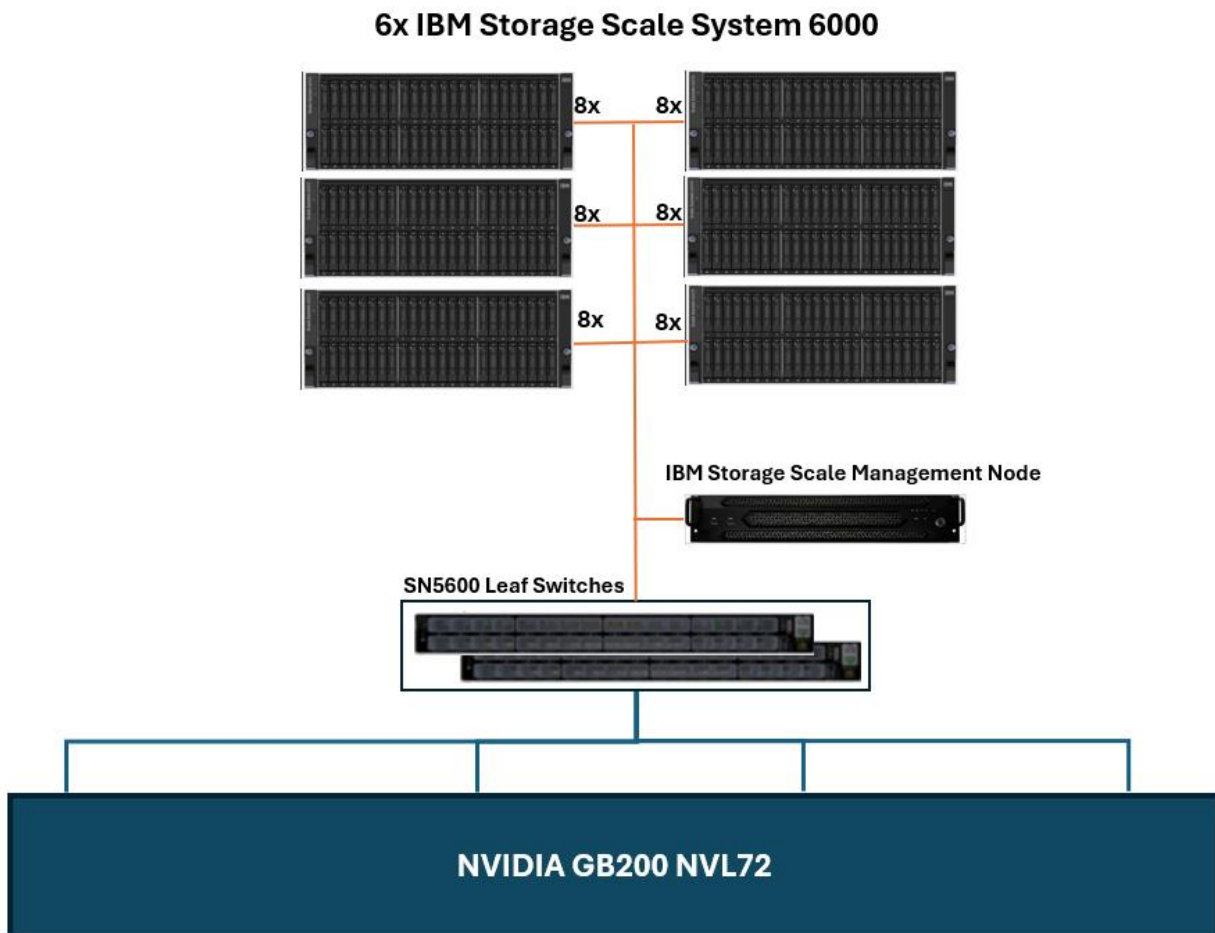 6x IBM Storage Scale System 6000
8x 8x
8x 8x
8x 8x
IBM Storage Scale Management Node
SN5600 Leaf Switches
NVIDIA GB200 NVL72